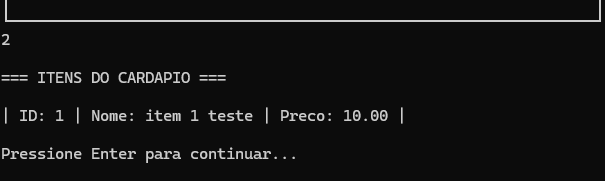 2
=== ITENS DO CARDAPIO ===
| ID: 1 | Nome: item 1 teste | Preco: 10.00 |
Pressione Enter para continuar...